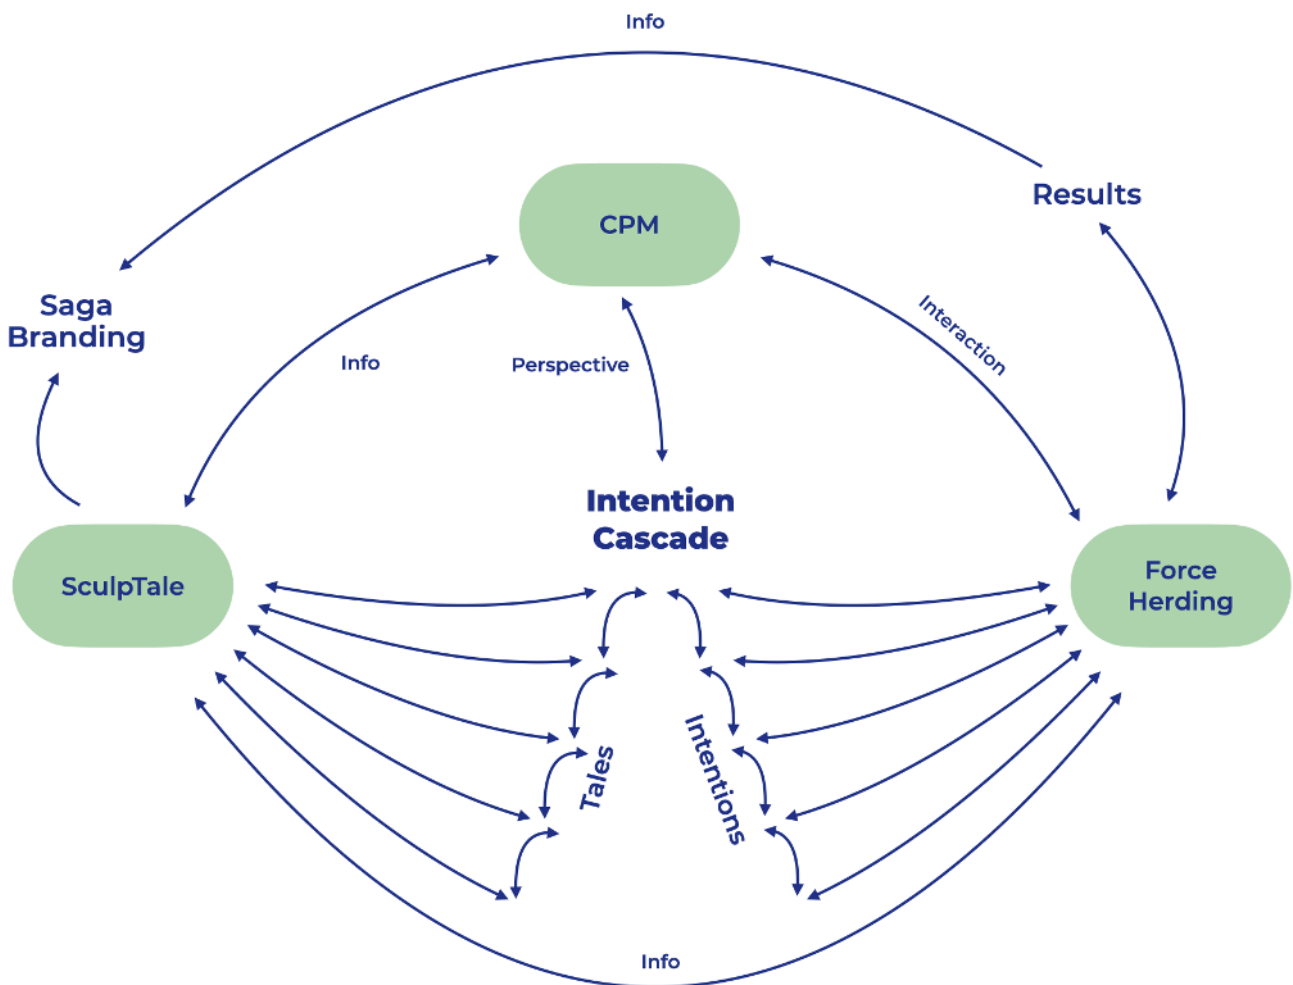 Info
Results
CPM
Saga
Branding
Interaction
Info
Perspective
Intention
Cascade
SculpTale
Force
Herding
Tales
Intentions
Info